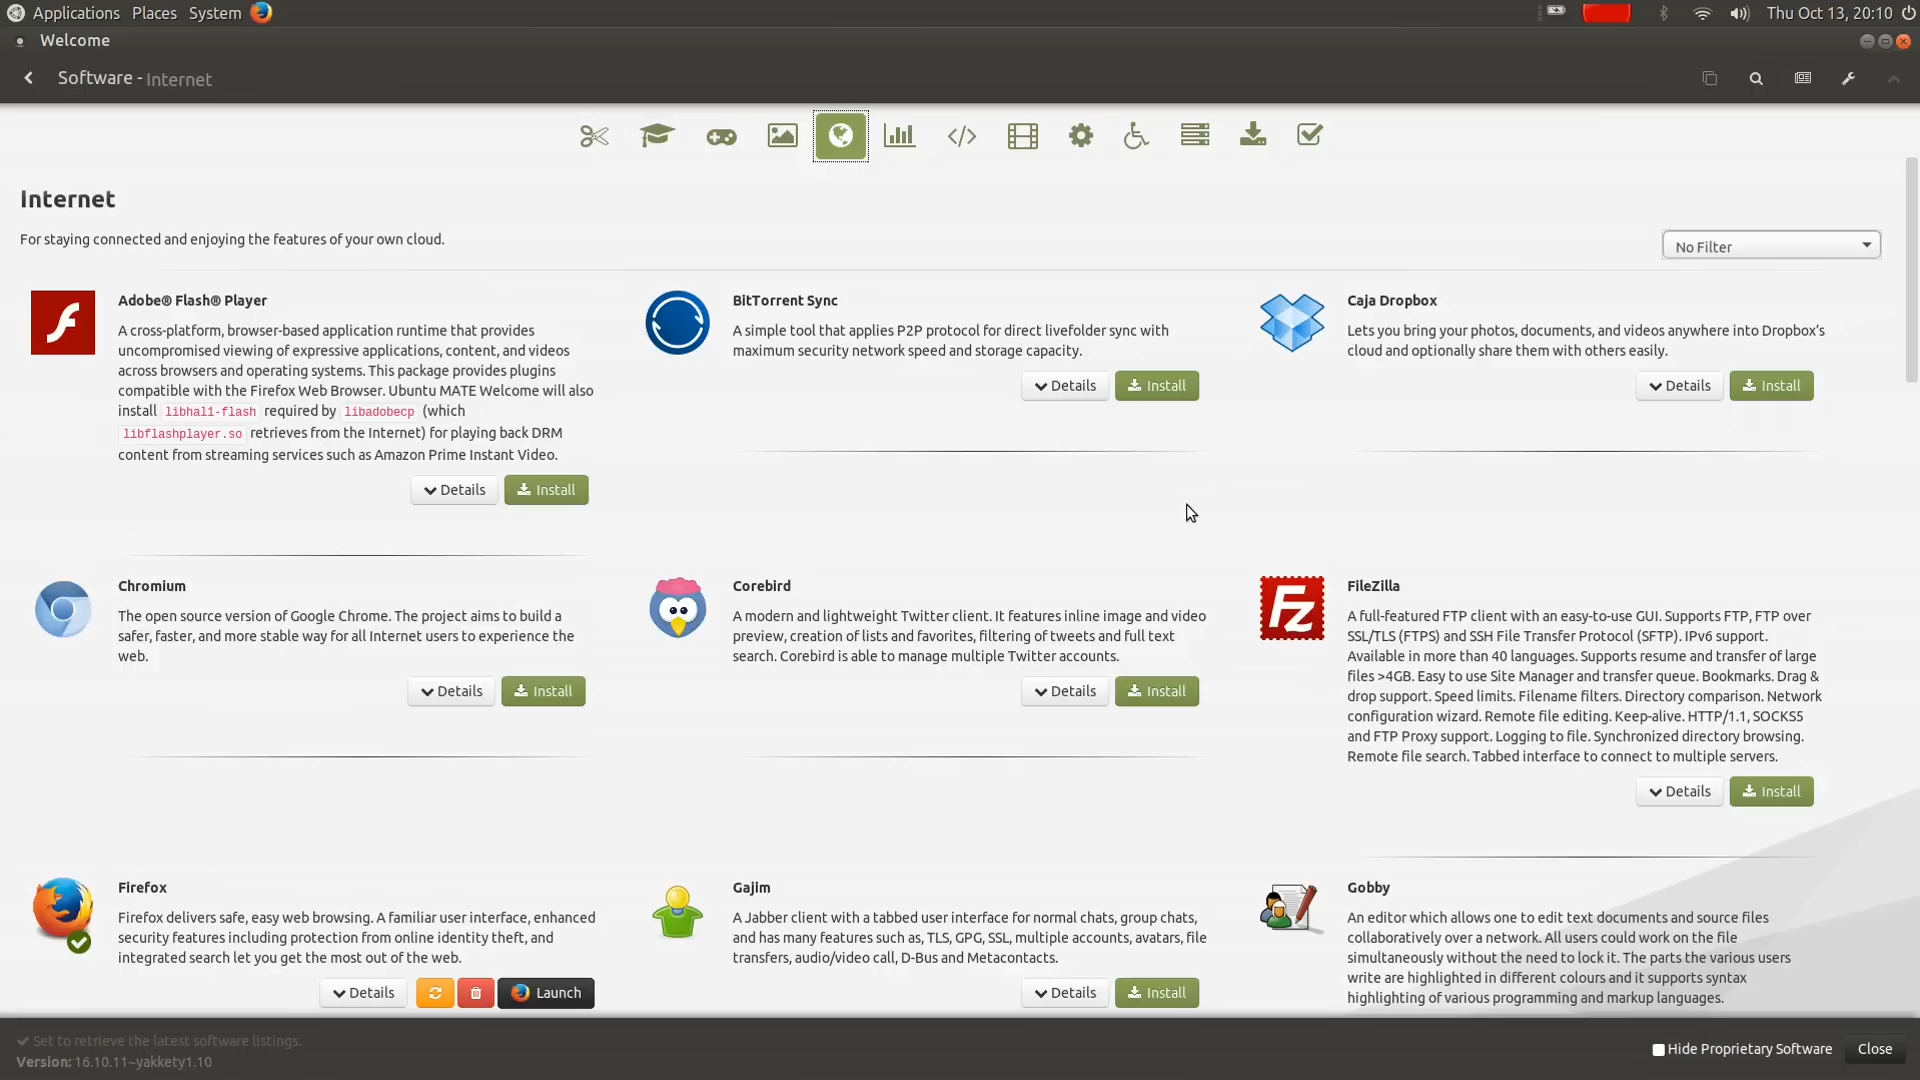 Applications Places System
Thu Oct 13, 20:10
Welcome
Software - Internet
Internet
For staying connected and enjoying the features of your own cloud.
No Filter
Adobe® Flash® Player
A cross-platform, browser-based application runtime that provides
uncompromised viewing of expressive applications, content, and videos
across browsers and operating systems. This package provides plugins
compatible with the Firefox Web Browser. Ubuntu MATE Welcome will also
install libhal1-flash required by libadobecp (which
libflashplayer.so retrieves from the Internet) for playing back DRM
content from streaming services such as Amazon Prime Instant Video.
Details Install
BitTorrent Sync
A simple tool that applies P2P protocol for direct livefolder sync with
maximum security network speed and storage capacity.
Details Install
Caja Dropbox
Lets you bring your photos, documents, and videos anywhere into Dropbox's
cloud and optionally share them with others easily.
Details Install
Chromium
The open source version of Google Chrome. The project aims to build a
safer, faster, and more stable way for all Internet users to experience the
web.
Details Install
Corebird
A modern and lightweight Twitter client. It features inline image and video
preview, creation of lists and favorites, filtering of tweets and full text
search. Corebird is able to manage multiple Twitter accounts.
Details Install
FileZilla
A full-featured FTP client with an easy-to-use GUI. Supports FTP, FTP over
SSL/TLS (FTPS) and SSH File Transfer Protocol (SFTP). IPv6 support.
Available in more than 40 languages. Supports resume and transfer of large
files >4GB. Easy to use Site Manager and transfer queue. Bookmarks. Drag &
drop support. Speed limits. Filename filters. Directory comparison. Network
configuration wizard. Remote file editing. Keep-alive. HTTP/1.1, SOCKS5
and FTP Proxy support. Logging to file. Synchronized directory browsing.
Remote file search. Tabbed interface to connect to multiple servers.
Details Install
Firefox
Firefox delivers safe, easy web browsing. A familiar user interface, enhanced
security features including protection from online identity theft, and
integrated search let you get the most out of the web.
Details Launch
Gajim
A Jabber client with a tabbed user interface for normal chats, group chats,
and has many features such as, TLS, GPG, SSL, multiple accounts, avatars, file
transfers, audio/video call, D-Bus and Metacontacts.
Details Install
Gobby
An editor which allows one to edit text documents and source files
collaboratively over a network. All users could work on the file
simultaneously without the need to lock it. The parts the various users
write are highlighted in different colours and it supports syntax
highlighting of various programming and markup languages.
Set to retrieve the latest software listings.
Version: 16.10.11~yakkety1.10
Hide Proprietary Software Close